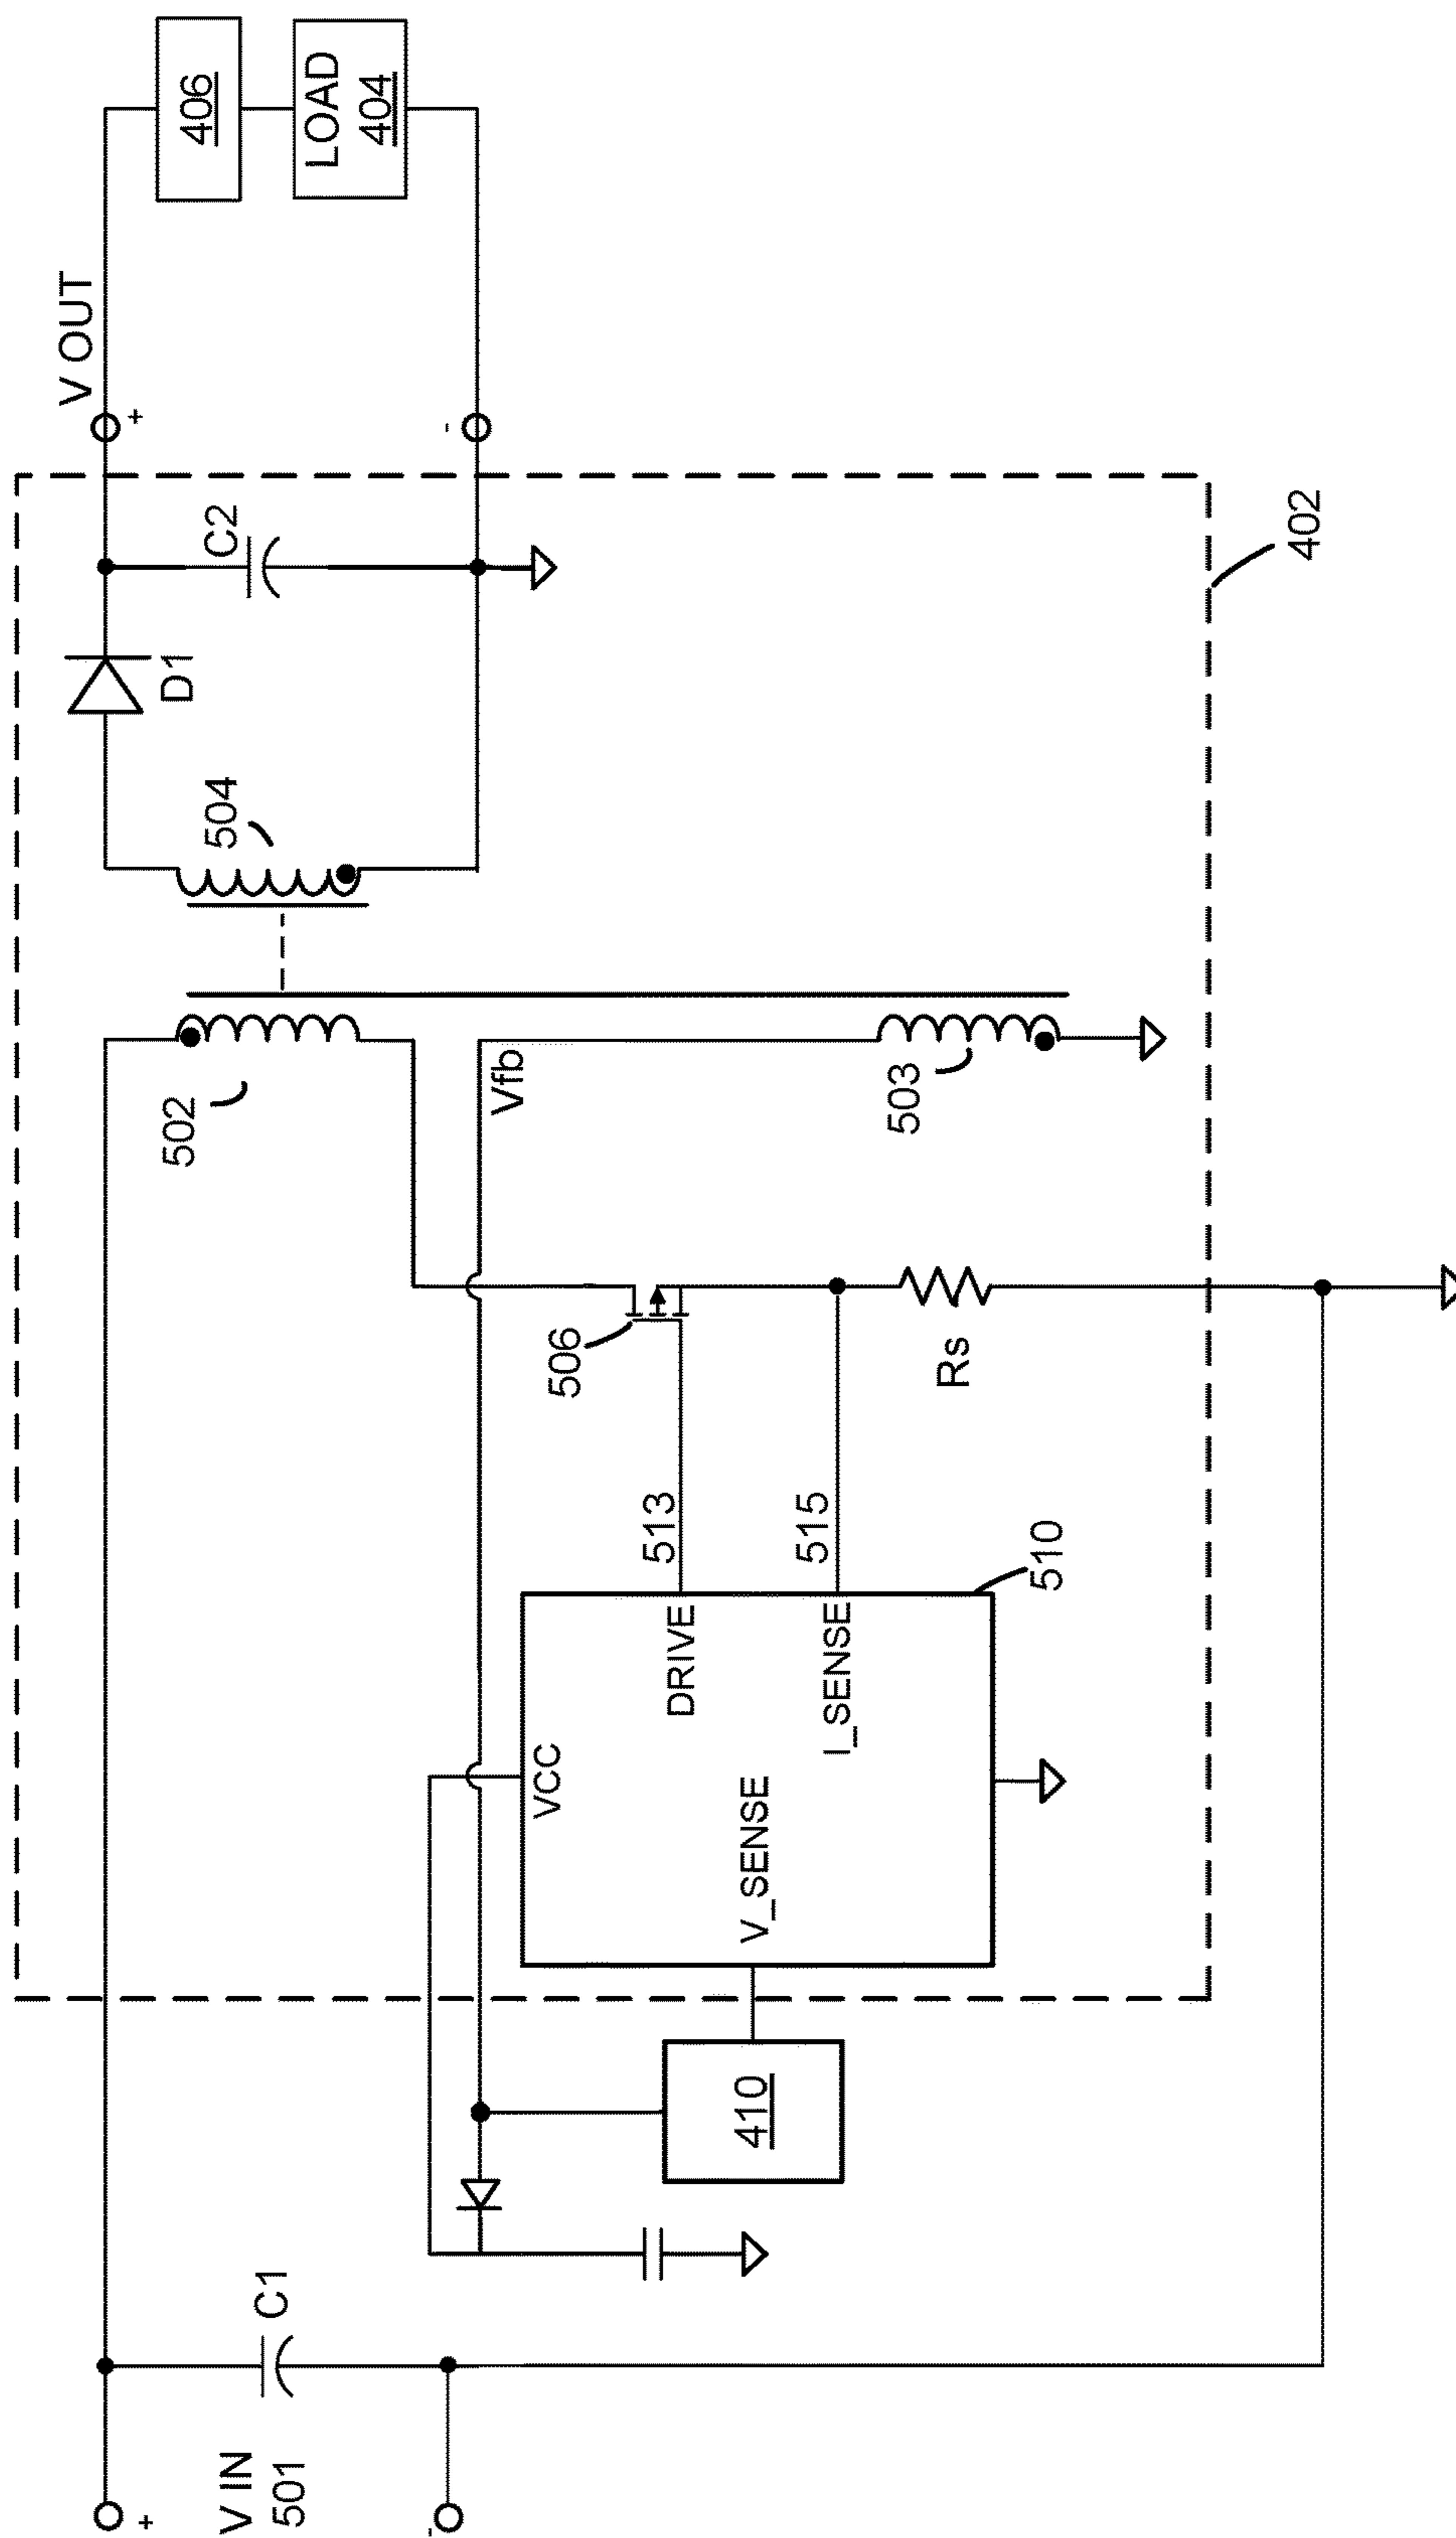 V IN
501
+
-
C1
410
VCC
V_SENSE
DRIVE
I_SENSE
510
513
515
506
Rs
502
Vfb
503
504
D1
C2
402
V OUT
+
-
406
LOAD
404